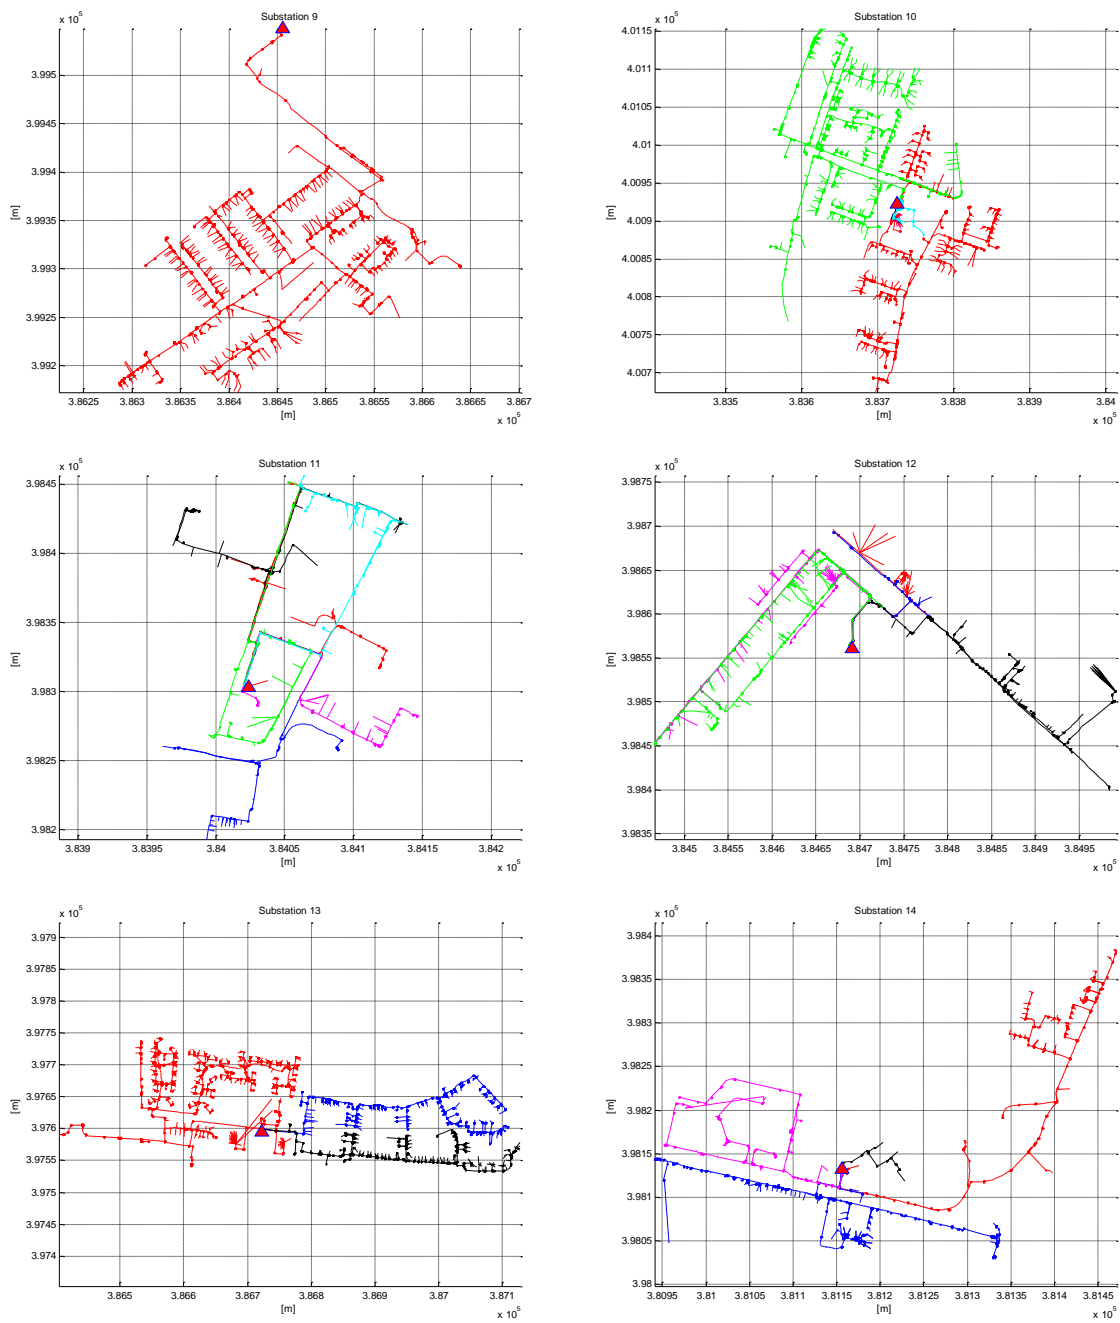 Substation 9
x 10^5
3.995
3.9945
3.994
3.9935
3.993
3.9925
3.992
[m]
3.8625 3.863 3.8635 3.864 3.8645 3.865 3.8655 3.866 3.8665 3.867
x 10^5
[m]
Substation 10
x 10^5
4.0115
4.011
4.0105
4.01
4.0095
4.009
4.0085
4.008
4.0075
4.007
[m]
3.835 3.836 3.837 3.838 3.839 3.84
x 10^5
[m]
Substation 11
x 10^5
3.9845
3.984
3.9835
3.983
3.9825
3.982
[m]
3.839 3.8395 3.84 3.8405 3.841 3.8415 3.842
x 10^5
[m]
Substation 12
x 10^5
3.9875
3.987
3.9865
3.986
3.9855
3.985
3.9845
3.984
3.9835
[m]
3.845 3.8455 3.846 3.8465 3.847 3.8475 3.848 3.8485 3.849 3.8495
x 10^5
[m]
Substation 13
x 10^5
3.979
3.9785
3.978
3.9775
3.977
3.9765
3.976
3.9755
3.975
3.9745
3.974
[m]
3.865 3.866 3.867 3.868 3.869 3.87 3.871
x 10^5
[m]
Substation 14
x 10^5
3.984
3.9835
3.983
3.9825
3.982
3.9815
3.981
3.9805
3.98
[m]
3.8095 3.81 3.8105 3.811 3.8115 3.812 3.8125 3.813 3.8135 3.814 3.8145
x 10^5
[m]